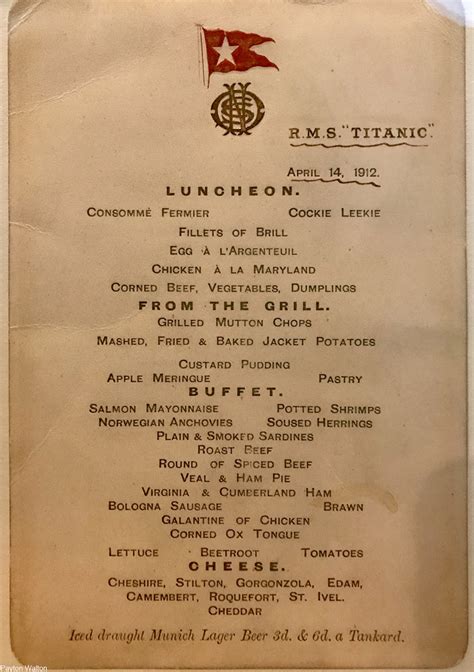 R.M.S. "TITANIC."
APRIL 14, 1912.
LUNCHEON.
CONSOMMÉ FERMIER COCKIE LEEKIE
FILLETS OF BRILL
EGG À L'ARGENTEUIL
CHICKEN À LA MARYLAND
CORNED BEEF, VEGETABLES, DUMPLINGS
FROM THE GRILL.
GRILLED MUTTON CHOPS
MASHED, FRIED & BAKED JACKET POTATOES
CUSTARD PUDDING
APPLE MERINGUE PASTRY
BUFFET.
SALMON MAYONNAISE POTTED SHRIMPS
NORWEGIAN ANCHOVIES SOUSED HERRINGS
PLAIN & SMOKED SARDINES
ROAST BEEF
ROUND OF SPICED BEEF
VEAL & HAM PIE
VIRGINIA & CUMBERLAND HAM
BOLOGNA SAUSAGE BRAWN
GALANTINE OF CHICKEN
CORNED OX TONGUE
LETTUCE BEETROOT TOMATOES
CHEESE.
CHESHIRE, STILTON, GORGONZOLA, EDAM,
CAMEMBERT, ROQUEFORT, ST. IVEL.
CHEDDAR
Iced draught Munich Lager Beer 3d. & 6d. a Tankard.
Payton Walton